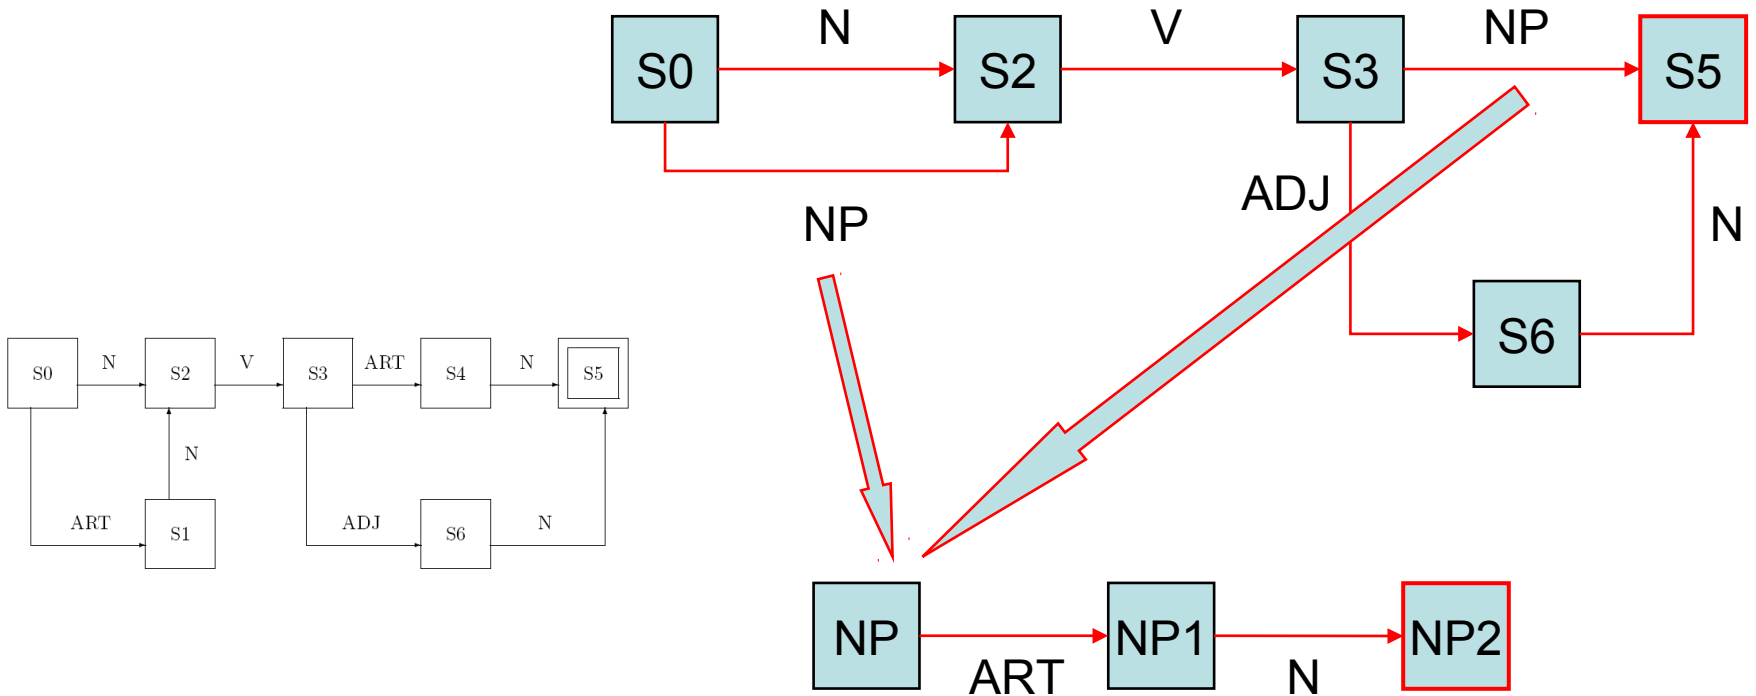 N V NP
S0 S2 S3 S5
ADJ
NP N
S6
N V ART N
S0 S2 S3 S4 S5
N
ART ADJ N
S1 S6
NP NP1 NP2
ART N